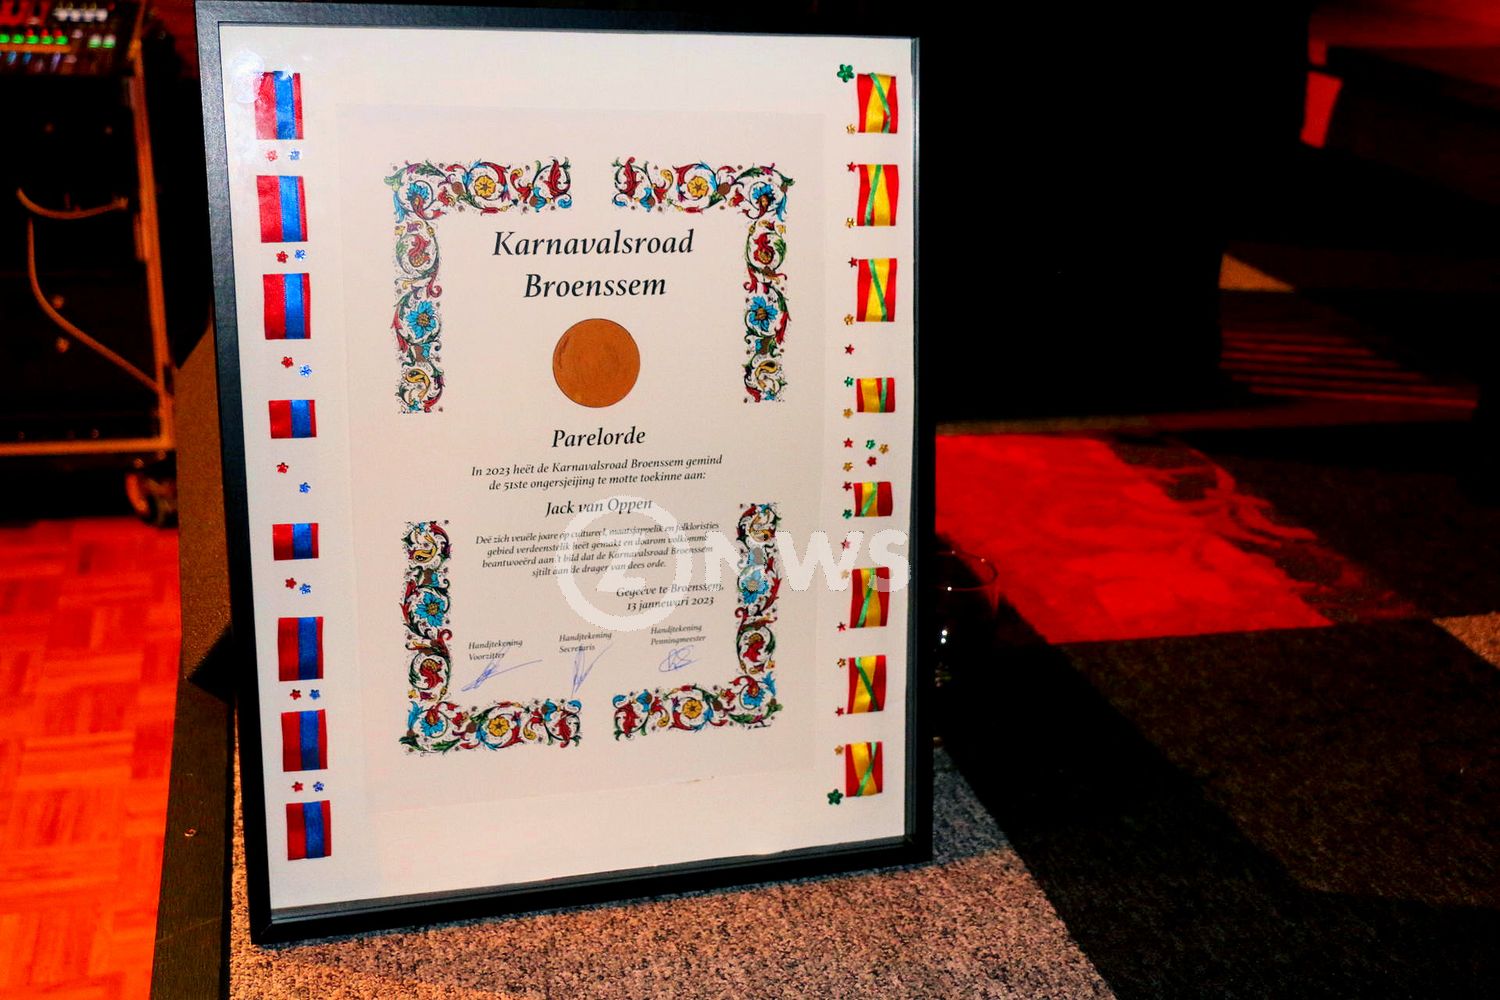 Karnavalsroad
Broenssem
Parelorde
In 2023 heët de Karnavalsroad Broenssem gemind
de 51ste ongersjeijing te motte toekinne aan:
Jack van Oppen
Deë zich veuële joare op cultureel, maatsjappelik en folkloristies
gebied verdeenstelik heët gemakt en doarom volkomme
beantwoeërd aan 't bild dat de Karnavalsroad Broenssem
sjtilt aan de drager van dees orde.
Gegeëve te Broenssem,
13 jannewari 2023
Handjtekening
Voorzitter
Handjtekening
Secretaris
Handjtekening
Penningmeester
NWS